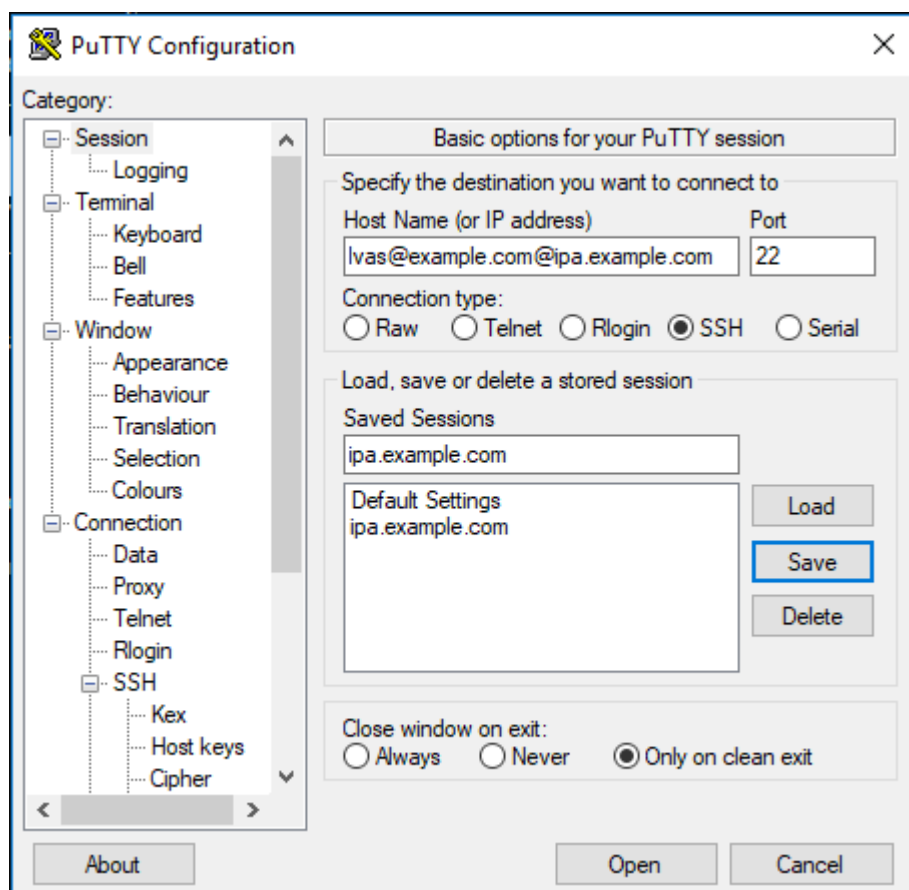 PuTTY Configuration
Category:
Session
Logging
Terminal
Keyboard
Bell
Features
Window
Appearance
Behaviour
Translation
Selection
Colours
Connection
Data
Proxy
Telnet
Rlogin
SSH
Kex
Host keys
Cipher
Basic options for your PuTTY session
Specify the destination you want to connect to
Host Name (or IP address) Port
lvas@example.com@ipa.example.com 22
Connection type:
Raw Telnet Rlogin SSH Serial
Load, save or delete a stored session
Saved Sessions
ipa.example.com
Default Settings
ipa.example.com
Load
Save
Delete
Close window on exit:
Always Never Only on clean exit
About Open Cancel